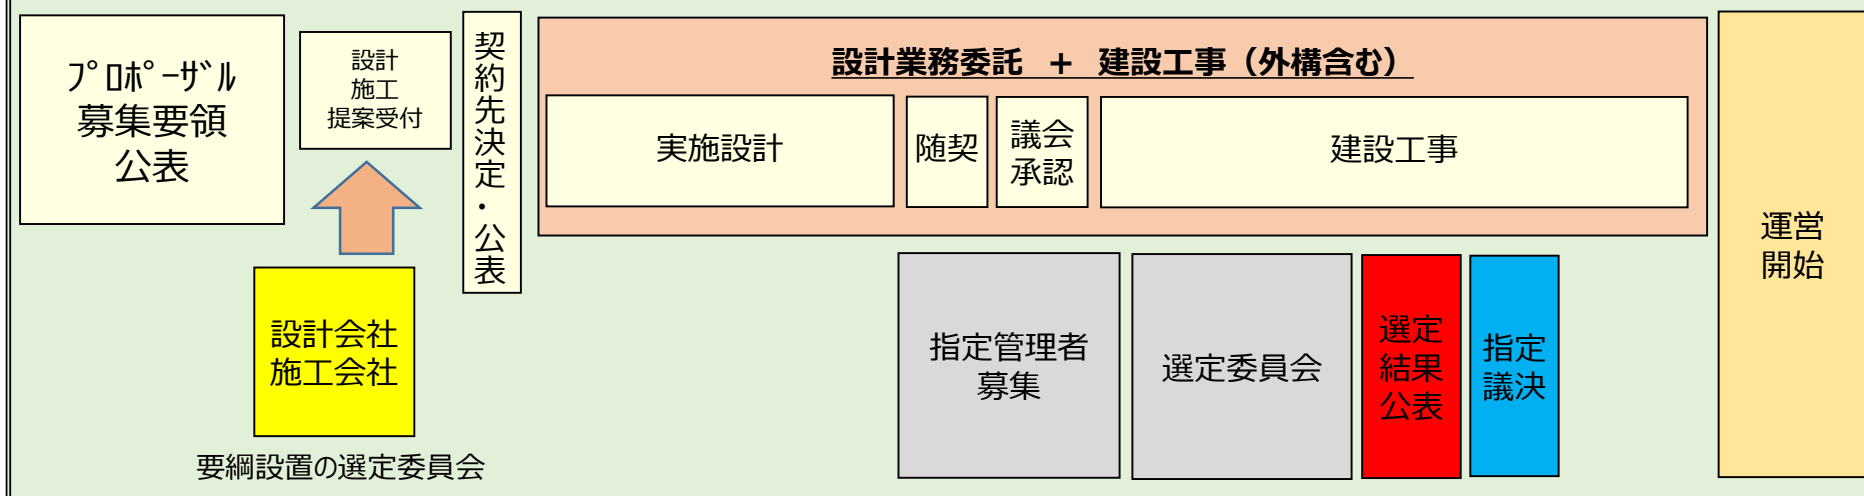 ﾌﾟﾛﾎﾟｰｻﾞﾙ
募集要領
公表
設計
施工
提案受付
契約先決定・公表
設計業務委託　＋　建設工事（外構含む）
実施設計
随契
議会
承認
建設工事
運営
開始
設計会社
施工会社
要綱設置の選定委員会
指定管理者
募集
選定委員会
選定
結果
公表
指定
議決